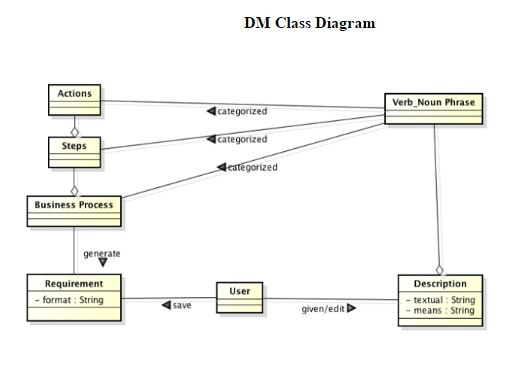 DM Class Diagram
Actions
Verb_Noun Phrase
categorized
Steps
categorized
categorized
Business Process
generate
Requirement
- format : String
User
Description
- textual : String
- means : String
save
given/edit